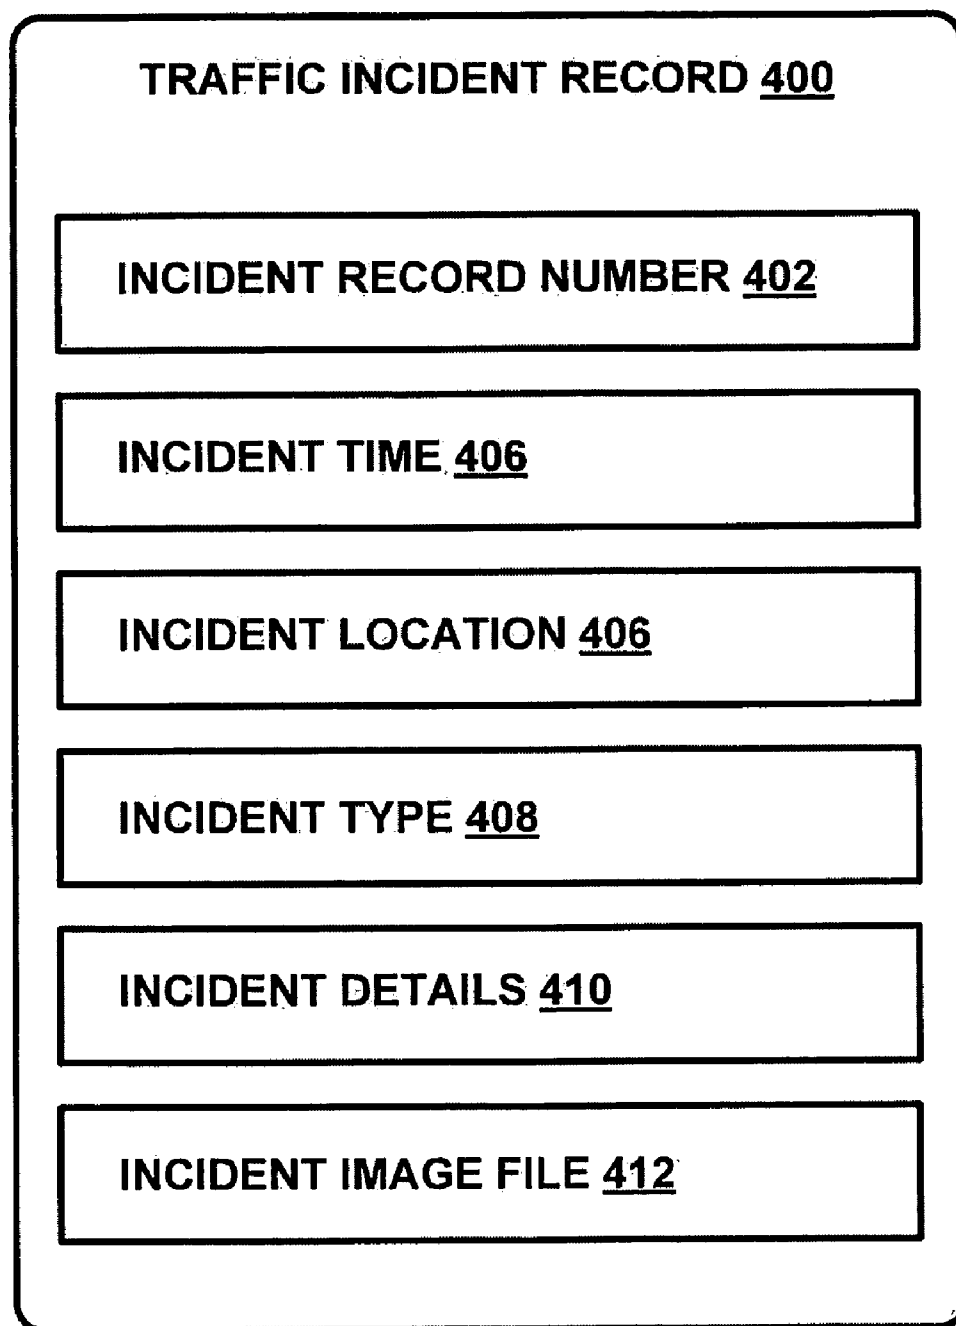 TRAFFIC INCIDENT RECORD 400
INCIDENT RECORD NUMBER 402
INCIDENT TIME 406
INCIDENT LOCATION 406
INCIDENT TYPE 408
INCIDENT DETAILS 410
INCIDENT IMAGE FILE 412